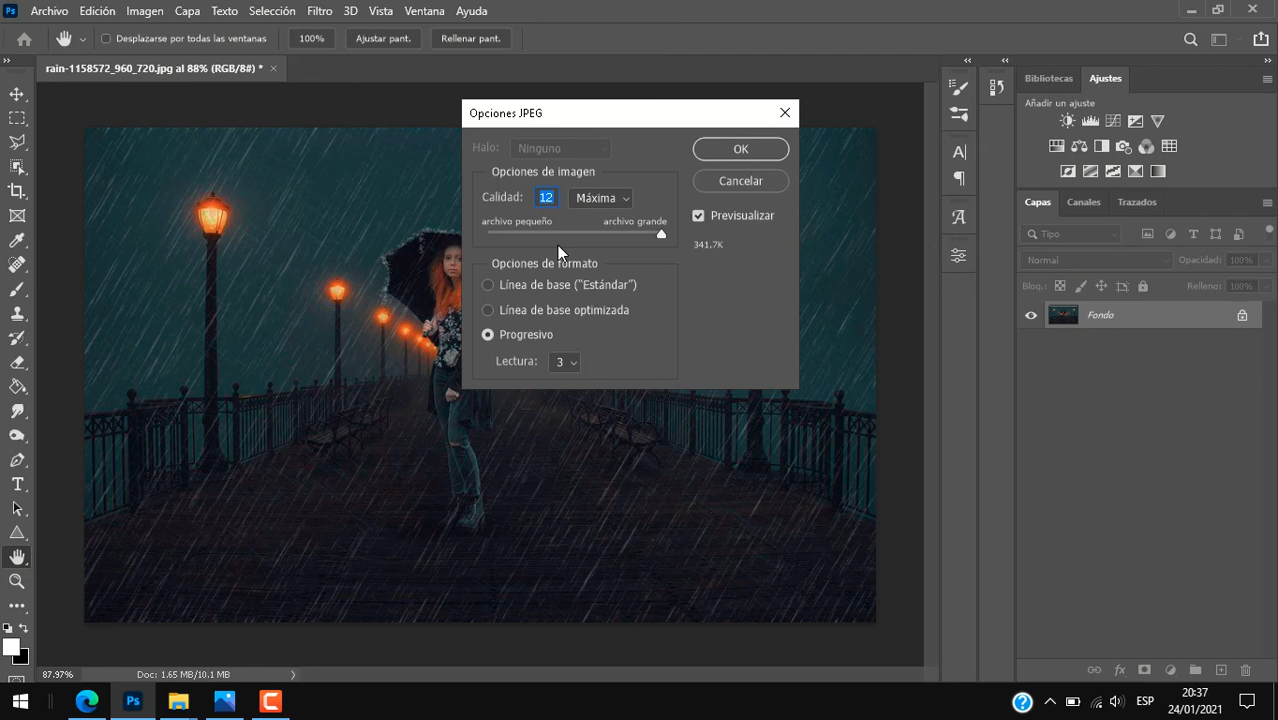 Ps Archivo Edición Imagen Capa Texto Selección Filtro 3D Vista Ventana Ayuda
Desplazarse por todas las ventanas 100% Ajustar pant. Rellenar pant.
rain-1158572_960_720.jpg al 88% (RGB/8#) *
Opciones JPEG
Halo: Ninguno
OK
Opciones de imagen
Calidad: 12 Máxima
Cancelar
archivo pequeño archivo grande
Previsualizar
341.7K
Opciones de formato
Línea de base ("Estándar")
Línea de base optimizada
Progresivo
Lectura: 3
Bibliotecas Ajustes
Añadir un ajuste
Capas Canales Trazados
Tipo
Normal Opacidad: 100%
Bloq.: Relleno: 100%
Fondo
87.97% Doc: 1.65 MB/10.1 MB
Ps
ESP
20:37
24/01/2021